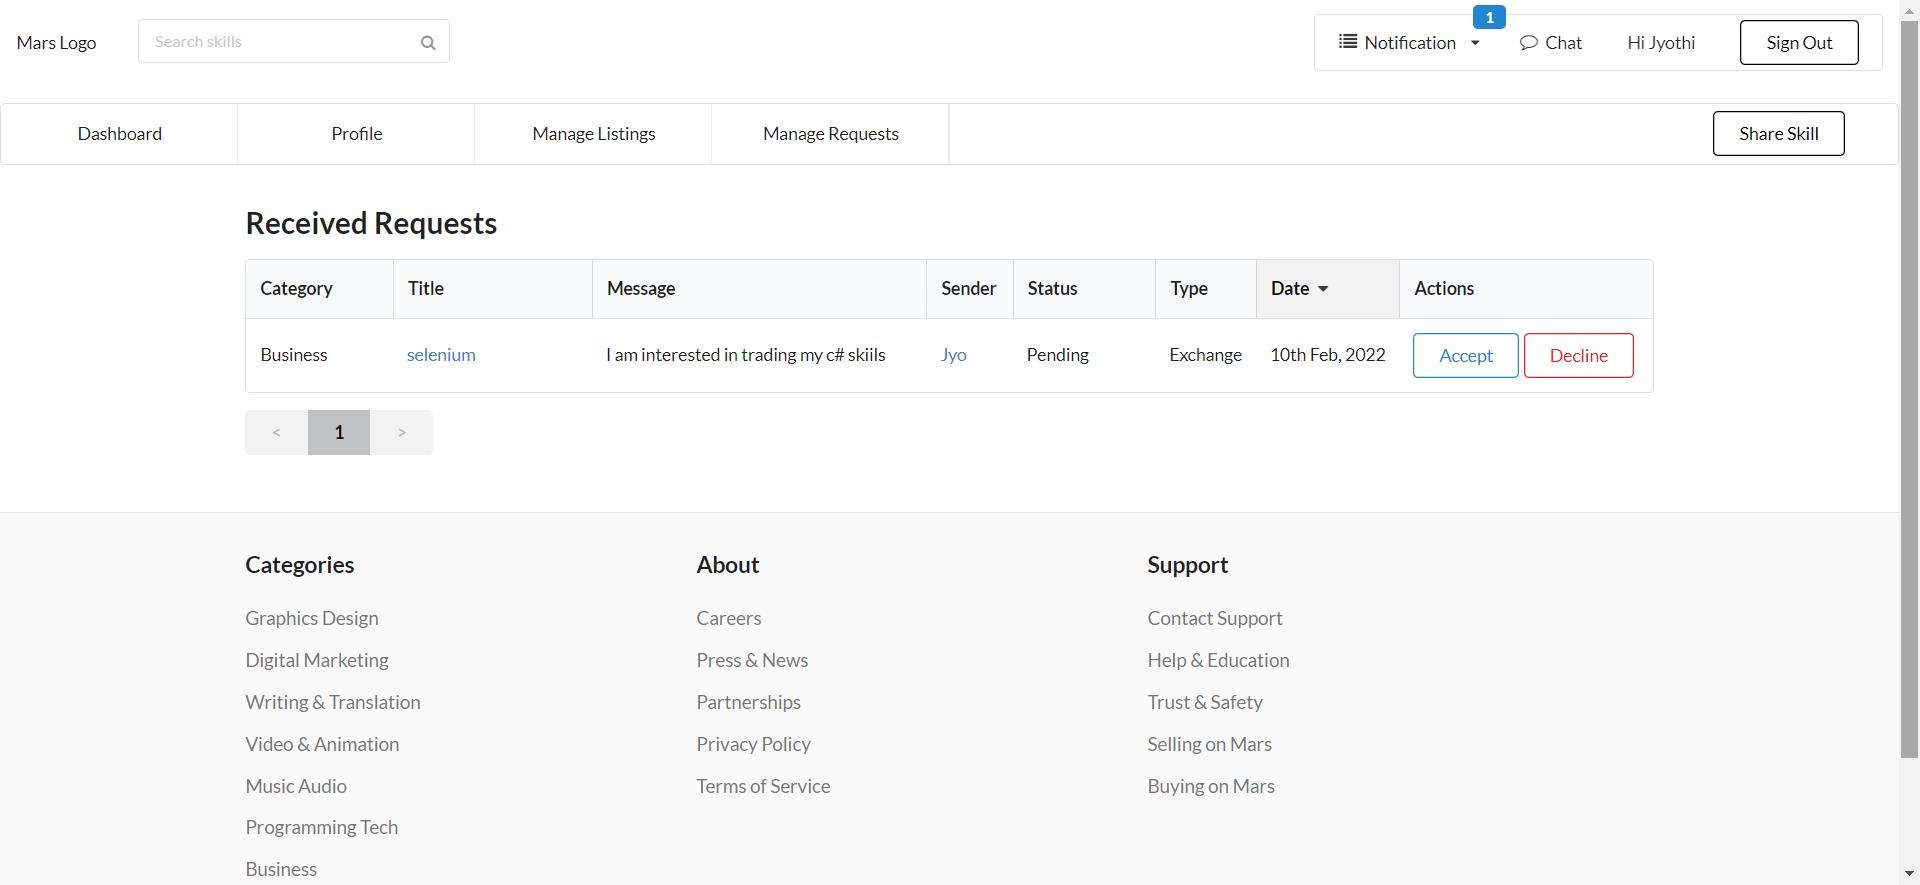 1
Mars Logo Search skills Notification Chat Hi Jyothi Sign Out
Dashboard Profile Manage Listings Manage Requests Share Skill
Received Requests
Category Title Message Sender Status Type Date Actions
Business selenium I am interested in trading my c# skiils Jyo Pending Exchange 10th Feb, 2022 Accept Decline
< 1 >
Categories
Graphics Design
Digital Marketing
Writing & Translation
Video & Animation
Music Audio
Programming Tech
Business
About
Careers
Press & News
Partnerships
Privacy Policy
Terms of Service
Support
Contact Support
Help & Education
Trust & Safety
Selling on Mars
Buying on Mars